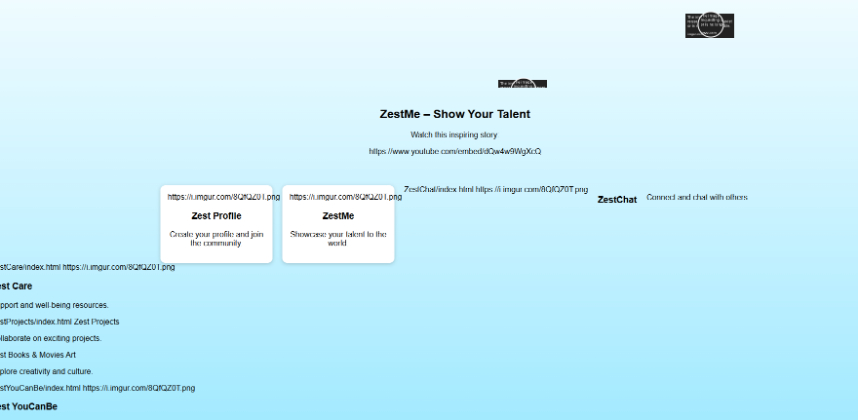 ZestMe – Show Your Talent
Watch this inspiring story
https://www.youtube.com/embed/dQw4w9WgXcQ
https://i.imgur.com/8QfQZ0T.png
Zest Profile
Create your profile and join
the community
https://i.imgur.com/8QfQZ0T.png
ZestMe
Showcase your talent to the
world
ZestChat/index.html https://i.imgur.com/8QfQZ0T.png
ZestChat
Connect and chat with others
stCare/index.html https://i.imgur.com/8QfQZ0T.png
est Care
pport and well-being resources.
stProjects/index.html Zest Projects
llaborate on exciting projects.
st Books & Movies Art
plore creativity and culture.
stYouCanBe/index.html https://i.imgur.com/8QfQZ0T.png
est YouCanBe